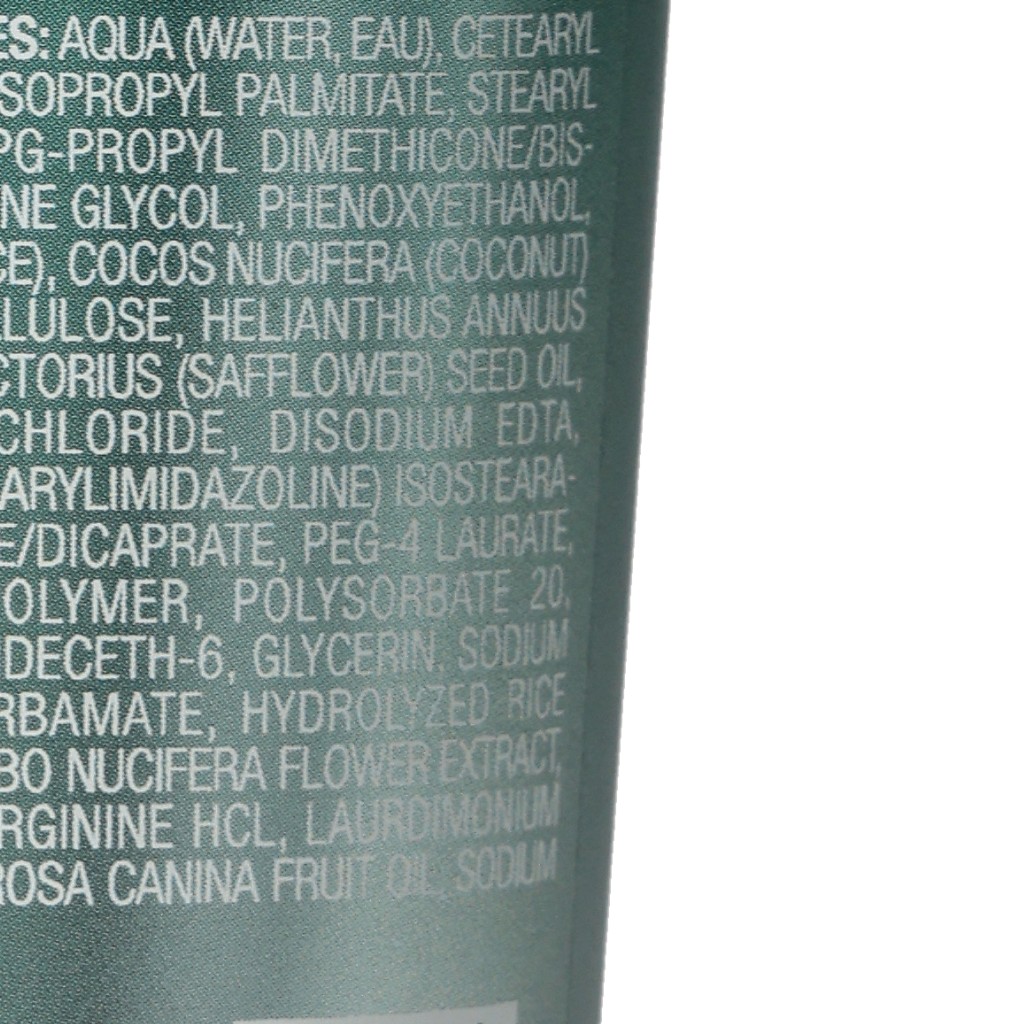 ES: AQUA (WATER, EAU), CETEARYL
SOPROPYL PALMITATE, STEARYL
PG-PROPYL DIMETHICONE/BIS-
NE GLYCOL, PHENOXYETHANOL,
CE), COCOS NUCIFERA (COCONUT)
LULOSE, HELIANTHUS ANNUUS
CTORIUS (SAFFLOWER) SEED OIL,
CHLORIDE, DISODIUM EDTA,
ARYLIMIDAZOLINE) ISOSTEARA-
E/DICAPRATE, PEG-4 LAURATE,
OLYMER, POLYSORBATE 20,
DECETH-6, GLYCERIN, SODIUM
RBAMATE, HYDROLYZED RICE
BO NUCIFERA FLOWER EXTRACT,
RGININE HCL, LAURDIMONIUM
ROSA CANINA FRUIT OIL, SODIUM